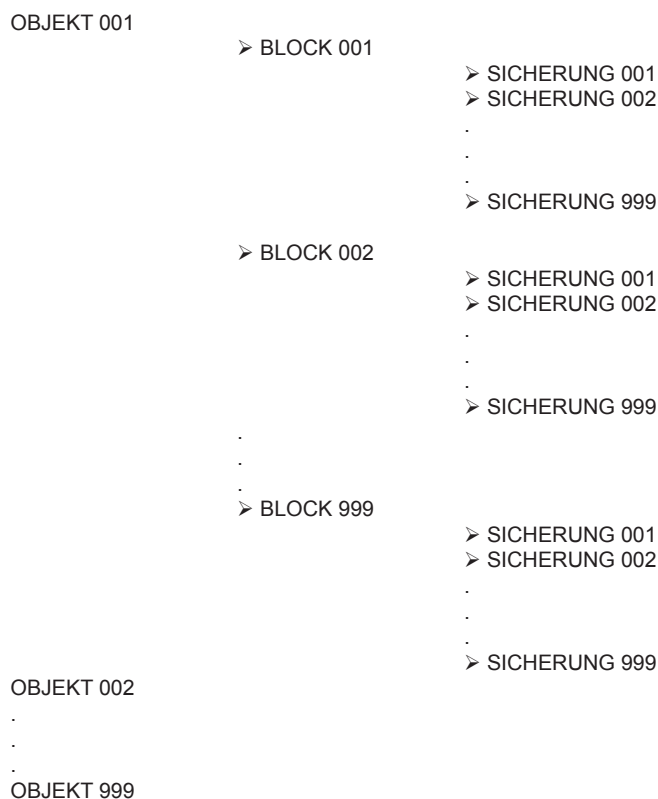 OBJEKT 001
➢ BLOCK 001
➢ SICHERUNG 001
➢ SICHERUNG 002
.
.
.
➢ SICHERUNG 999
➢ BLOCK 002
➢ SICHERUNG 001
➢ SICHERUNG 002
.
.
.
➢ SICHERUNG 999
.
.
.
➢ BLOCK 999
➢ SICHERUNG 001
➢ SICHERUNG 002
.
.
.
➢ SICHERUNG 999
OBJEKT 002
.
.
.
OBJEKT 999